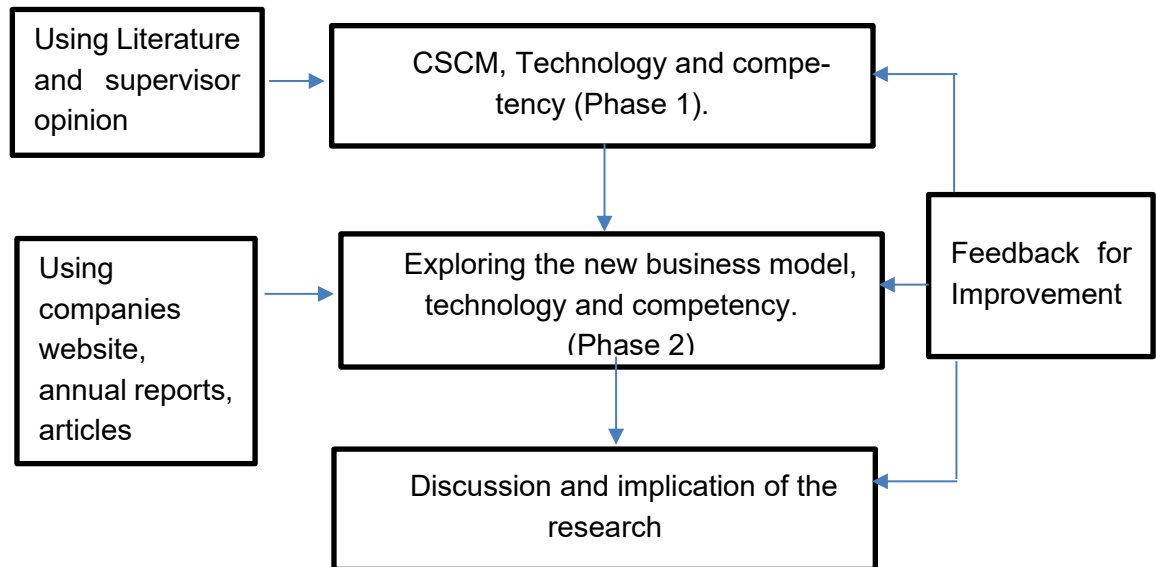 Using Literature
and supervisor
opinion
CSCM, Technology and compe-
tency (Phase 1).
Using
companies
website,
annual reports,
articles
Exploring the new business model,
technology and competency.
(Phase 2)
Feedback for
Improvement
Discussion and implication of the
research